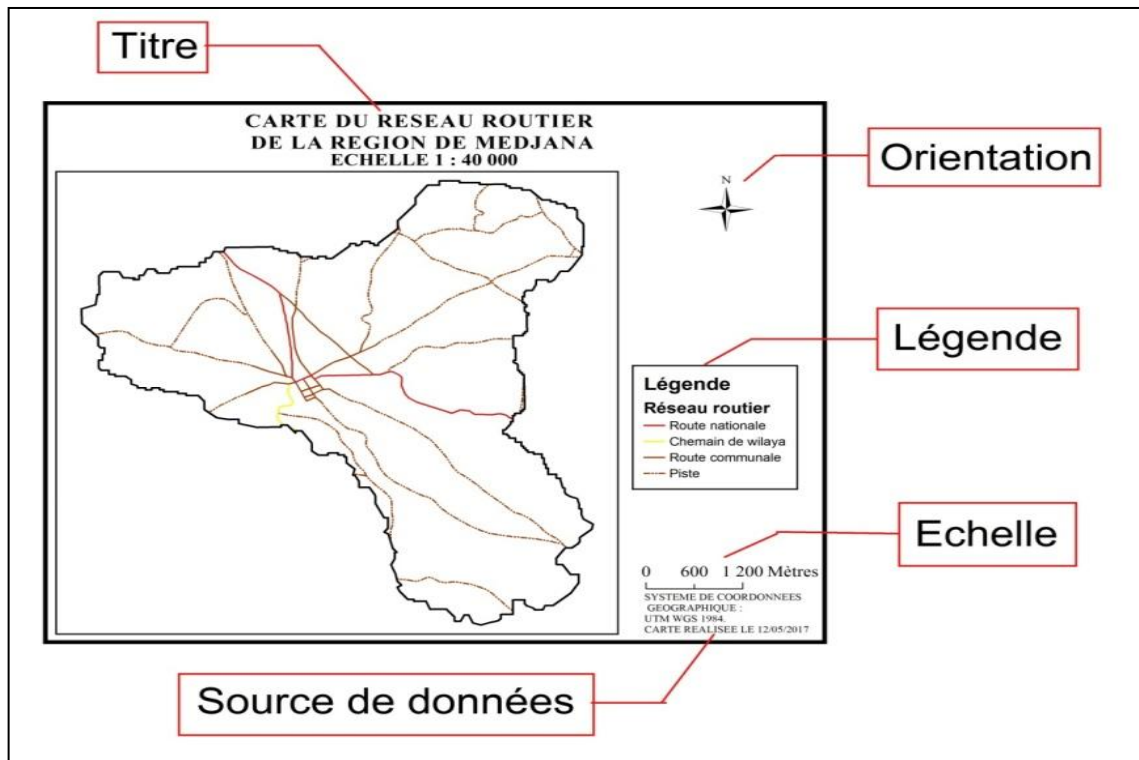 Titre
CARTE DU RESEAU ROUTIER
DE LA REGION DE MEDJANA
ECHELLE 1 : 40 000
N
Orientation
Légende
Légende
Réseau routier
Route nationale
Chemain de wilaya
Route communale
Piste
Echelle
0 600 1 200 Mètres
SYSTEME DE COORDONNEES
GEOGRAPHIQUE :
UTM WGS 1984.
CARTE REALISEE LE 12/05/2017
Source de données